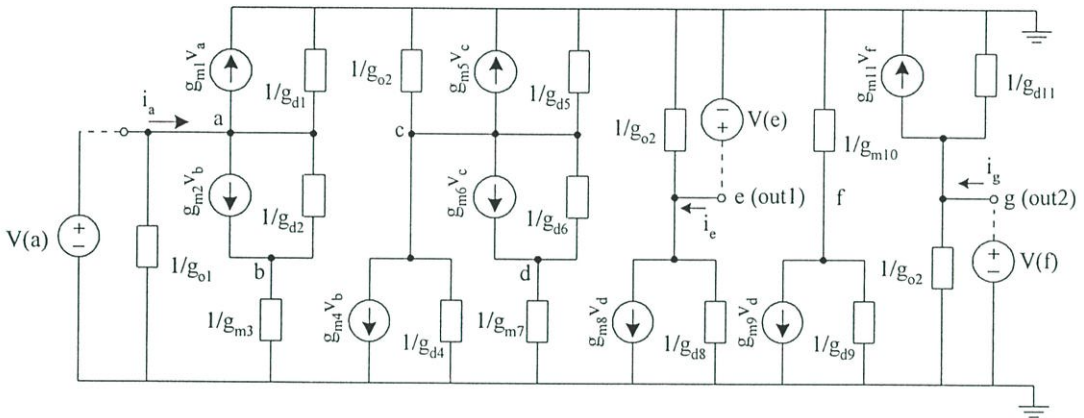 g_m1 v_a
1/g_d1
1/g_o2
g_m5 v_c
1/g_d5
1/g_o2
V(e)
1/g_m10
g_m11 v_f
1/g_d11
i_a
a
c
V(a)
1/g_o1
g_m2 v_b
1/g_d2
g_m6 v_c
1/g_d6
e (out1)
i_e
f
i_g
g (out2)
V(f)
b
d
1/g_m3
g_m4 v_b
1/g_d4
1/g_m7
g_m8 v_d
1/g_d8
g_m9 v_d
1/g_d9
1/g_o2